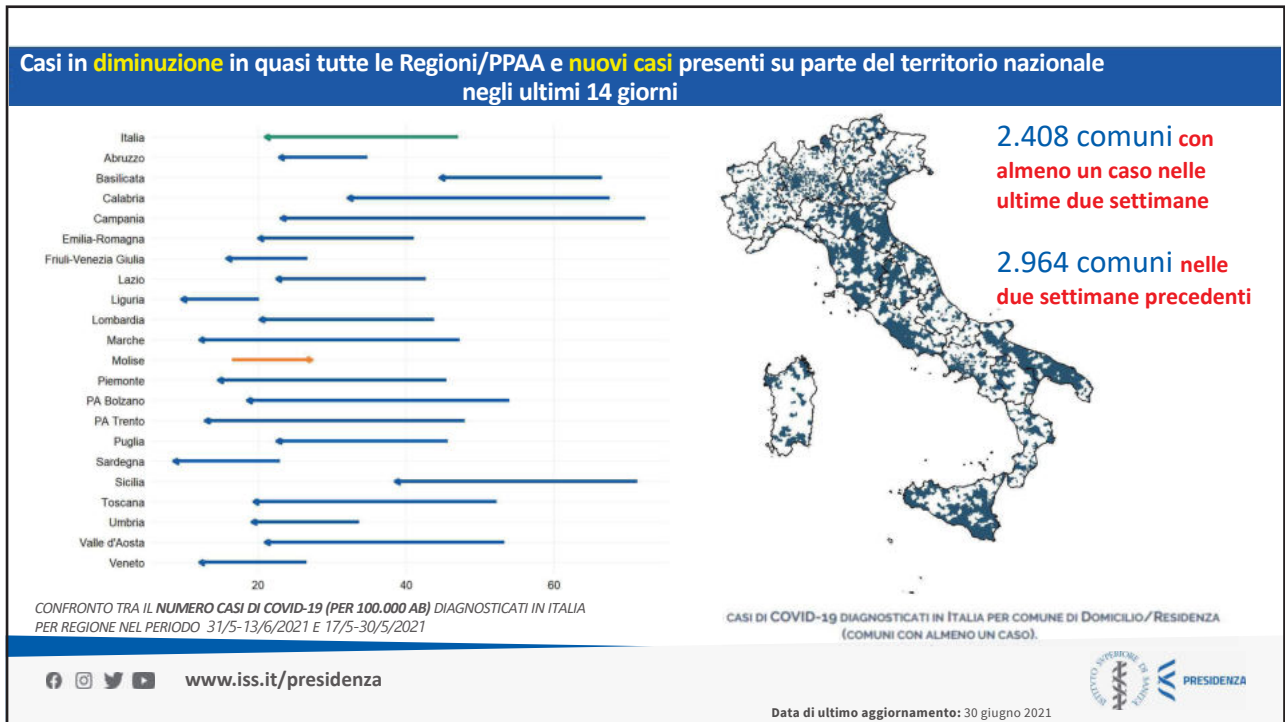 Casi in diminuzione in quasi tutte le Regioni/PPAA e nuovi casi presenti su parte del territorio nazionale
negli ultimi 14 giorni
Italia
Abruzzo
Basilicata
Calabria
Campania
Emilia-Romagna
Friuli-Venezia Giulia
Lazio
Liguria
Lombardia
Marche
Molise
Piemonte
PA Bolzano
PA Trento
Puglia
Sardegna
Sicilia
Toscana
Umbria
Valle d'Aosta
Veneto
20 40 60
CONFRONTO TRA IL NUMERO CASI DI COVID-19 (PER 100.000 AB) DIAGNOSTICATI IN ITALIA
PER REGIONE NEL PERIODO 31/5-13/6/2021 E 17/5-30/5/2021
2.408 comuni con
almeno un caso nelle
ultime due settimane
2.964 comuni nelle
due settimane precedenti
CASI DI COVID-19 DIAGNOSTICATI IN ITALIA PER COMUNE DI DOMICILIO/RESIDENZA
(COMUNI CON ALMENO UN CASO).
www.iss.it/presidenza
ISTITUTO SUPERIORE DI SANITÀ
PRESIDENZA
Data di ultimo aggiornamento: 30 giugno 2021